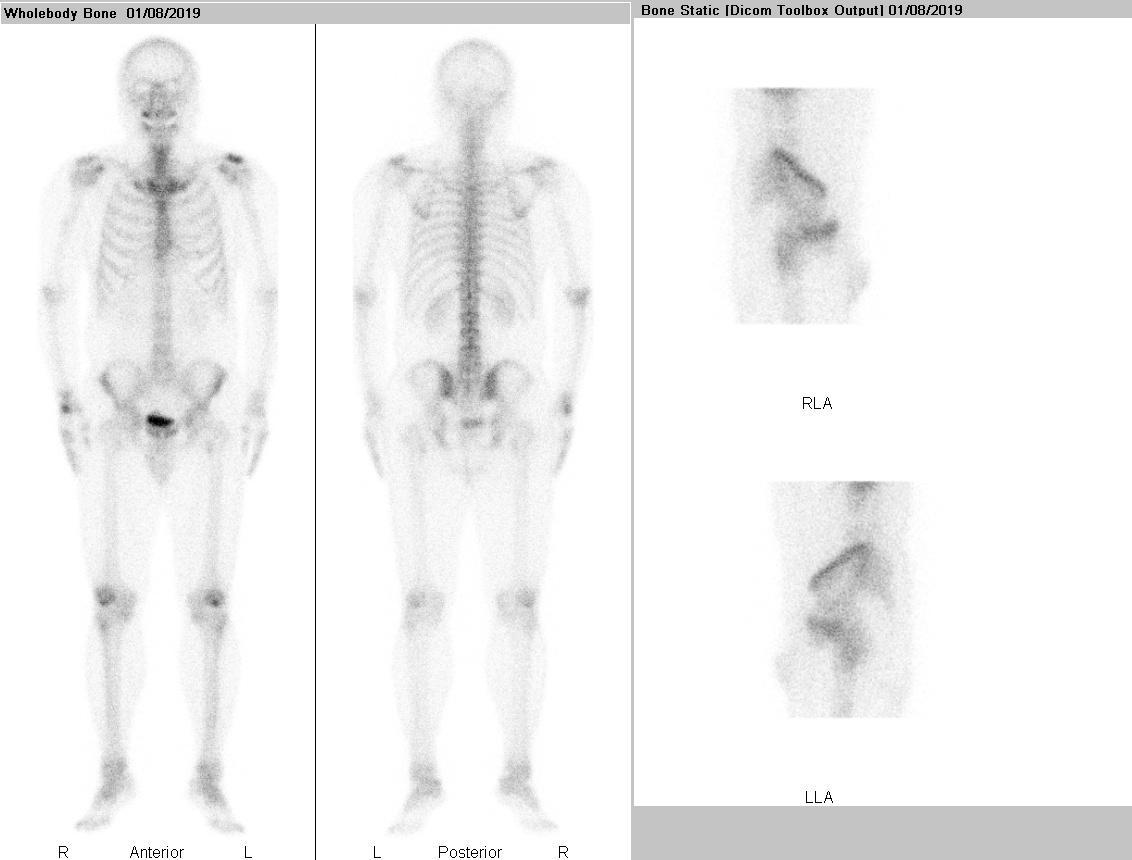 Wholebody Bone 01/08/2019
Bone Static [Dicom Toolbox Output] 01/08/2019
RLA
LLA
R Anterior L
L Posterior R